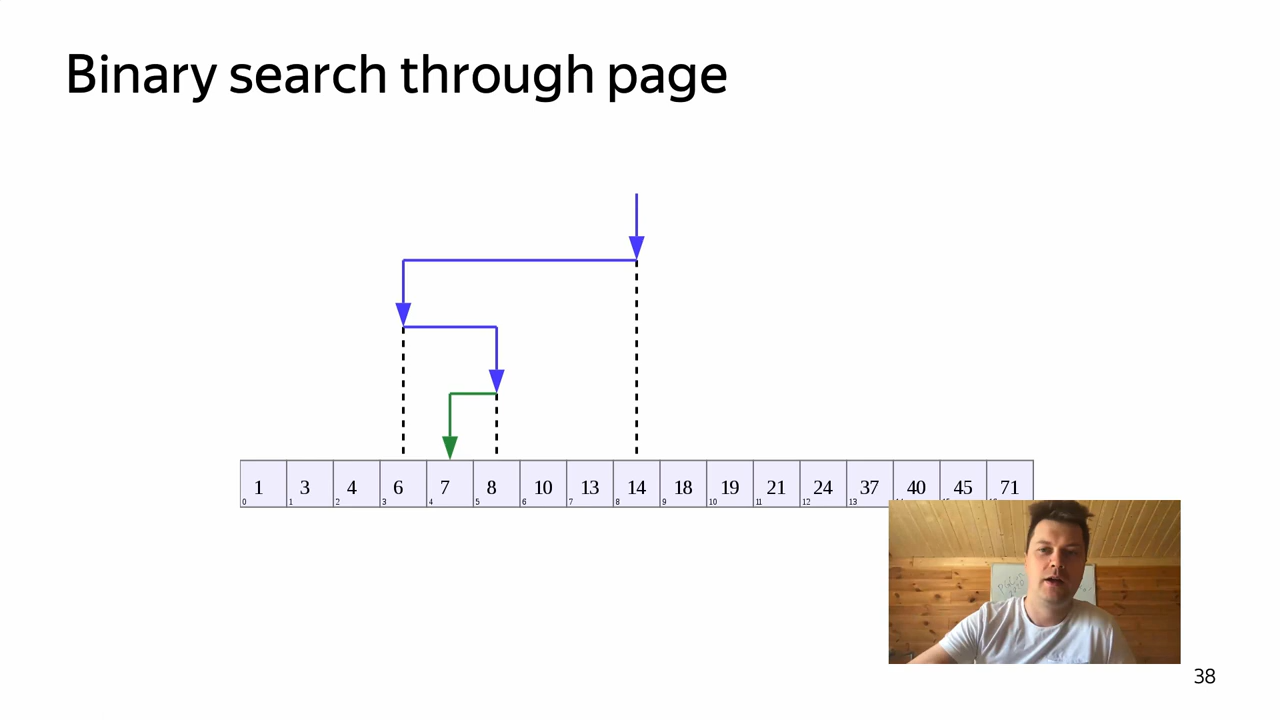 Binary search through page
1 3 4 6 7 8 10 13 14 18 19 21 24 37 40 45 71
0 1 2 3 4 5 6 7 8 9 10 11 12 13
38